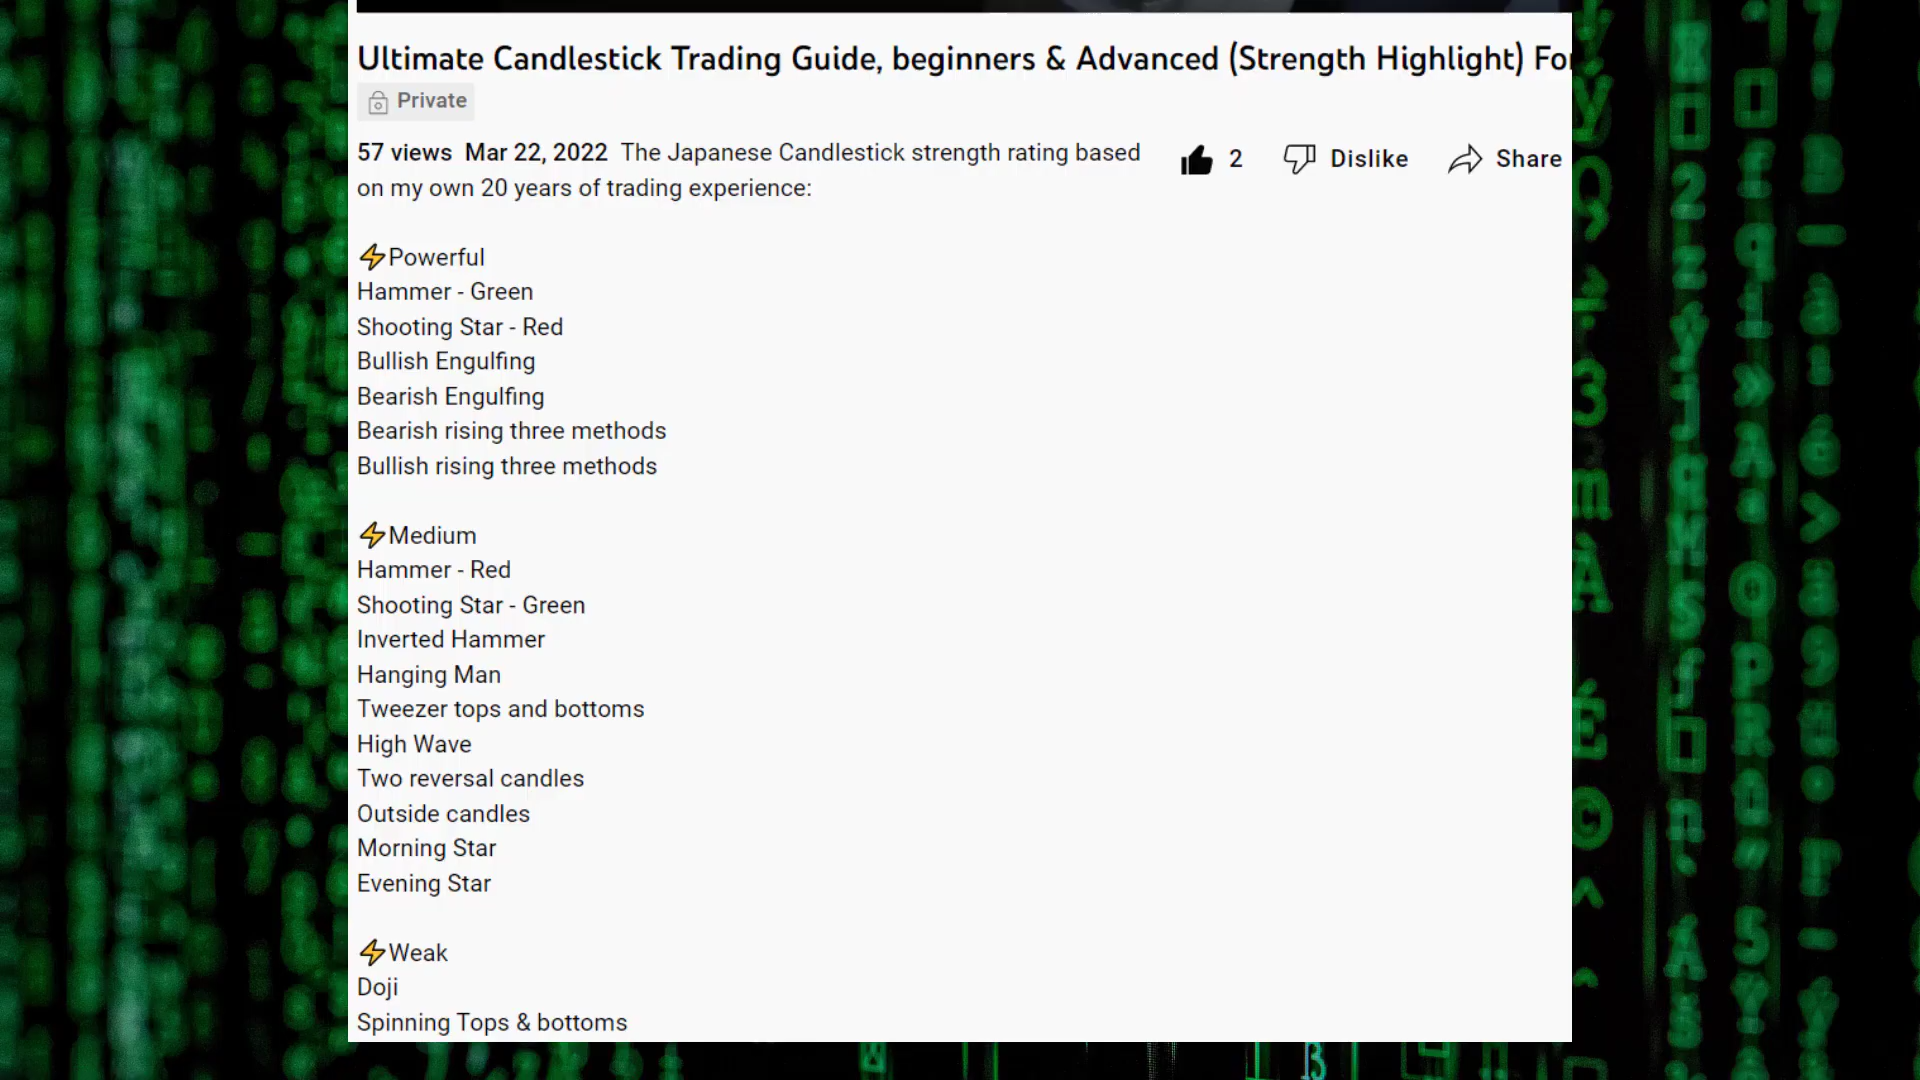 Ultimate Candlestick Trading Guide, beginners & Advanced (Strength Highlight)
Private
57 views Mar 22, 2022 The Japanese Candlestick strength rating based
on my own 20 years of trading experience:
2 Dislike Share
⚡Powerful
Hammer - Green
Shooting Star - Red
Bullish Engulfing
Bearish Engulfing
Bearish rising three methods
Bullish rising three methods
⚡Medium
Hammer - Red
Shooting Star - Green
Inverted Hammer
Hanging Man
Tweezer tops and bottoms
High Wave
Two reversal candles
Outside candles
Morning Star
Evening Star
⚡Weak
Doji
Spinning Tops & bottoms